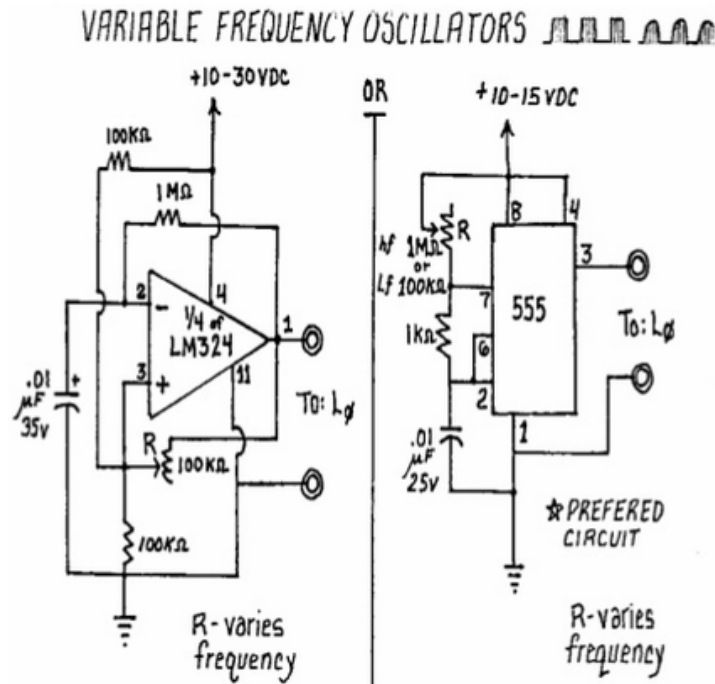 VARIABLE FREQUENCY OSCILLATORS
+10-30VDC
100KΩ
1MΩ
2
-
4
1/4 of
LM324
1
3
+
11
.01
µF
35v
+
R
100KΩ
To: Lø
100KΩ
R-varies
frequency
OR
+10-15VDC
8
4
R
hf 1MΩ
or
Lf 100KΩ
7
555
3
1KΩ
6
To: Lø
2
1
.01
µF
25v
☆PREFERED
CIRCUIT
R-varies
frequency